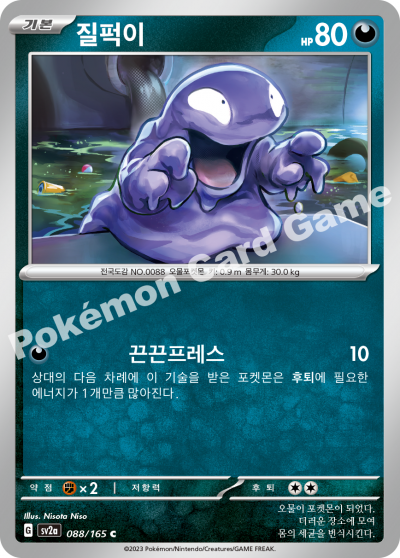 기본 질퍽이 HP 80
전국도감 NO.0088 오물포켓몬 키: 0.9 m 몸무게: 30.0 kg
Pokémon Card Game
끈끈프레스 10
상대의 다음 차례에 이 기술을 받은 포켓몬은 후퇴에 필요한
에너지가 1개만큼 많아진다.
약점 ×2 저항력 후퇴
Illus. Nisota Niso
G sv2a 088/165 C
오물이 포켓몬이 되었다.
더러운 장소에 모여
몸의 세균을 번식시킨다.
©2023 Pokémon/Nintendo/Creatures/GAME FREAK.